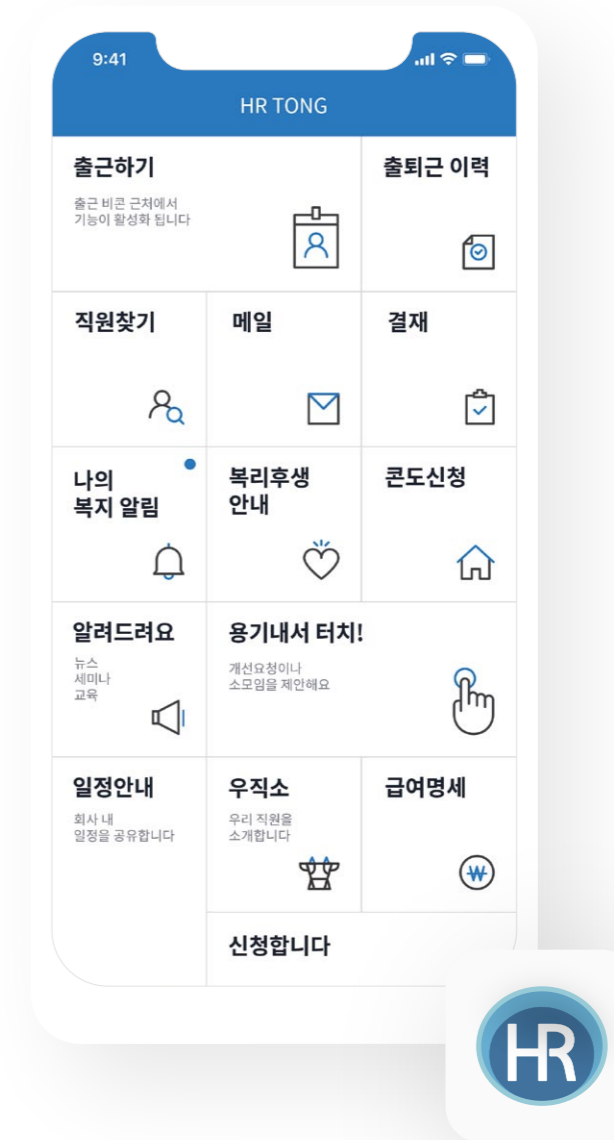 9:41
HR TONG
출근하기
출근 비콘 근처에서
기능이 활성화 됩니다
출퇴근 이력
직원찾기
메일
결재
나의
복지 알림
복리후생
안내
콘도신청
알려드려요
뉴스
세미나
교육
용기내서 터치!
개선요청이나
소모임을 제안해요
일정안내
회사 내
일정을 공유합니다
우직소
우리 직원을
소개합니다
급여명세
₩
신청합니다
HR